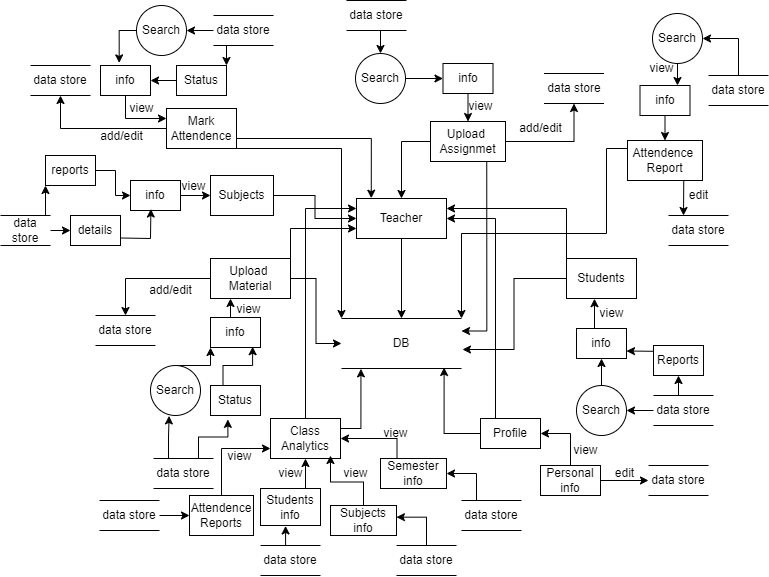 data store
Search
data store
Search
data store
info
Status
Search
info
view
info
data store
data store
view
view
Mark
Attendence
add/edit
Upload
Assignmet
add/edit
Attendence
Report
reports
info
view
Subjects
edit
Teacher
data
store
details
data store
Upload
Material
Students
add/edit
view
view
data store
info
DB
info
Reports
Search
Status
Search
data store
Class
Analytics
view
Profile
view
view
data store
view
view
Semester
info
Personal
info
edit
data store
data store
Attendence
Reports
Students
info
Subjects
info
data store
data store
data store